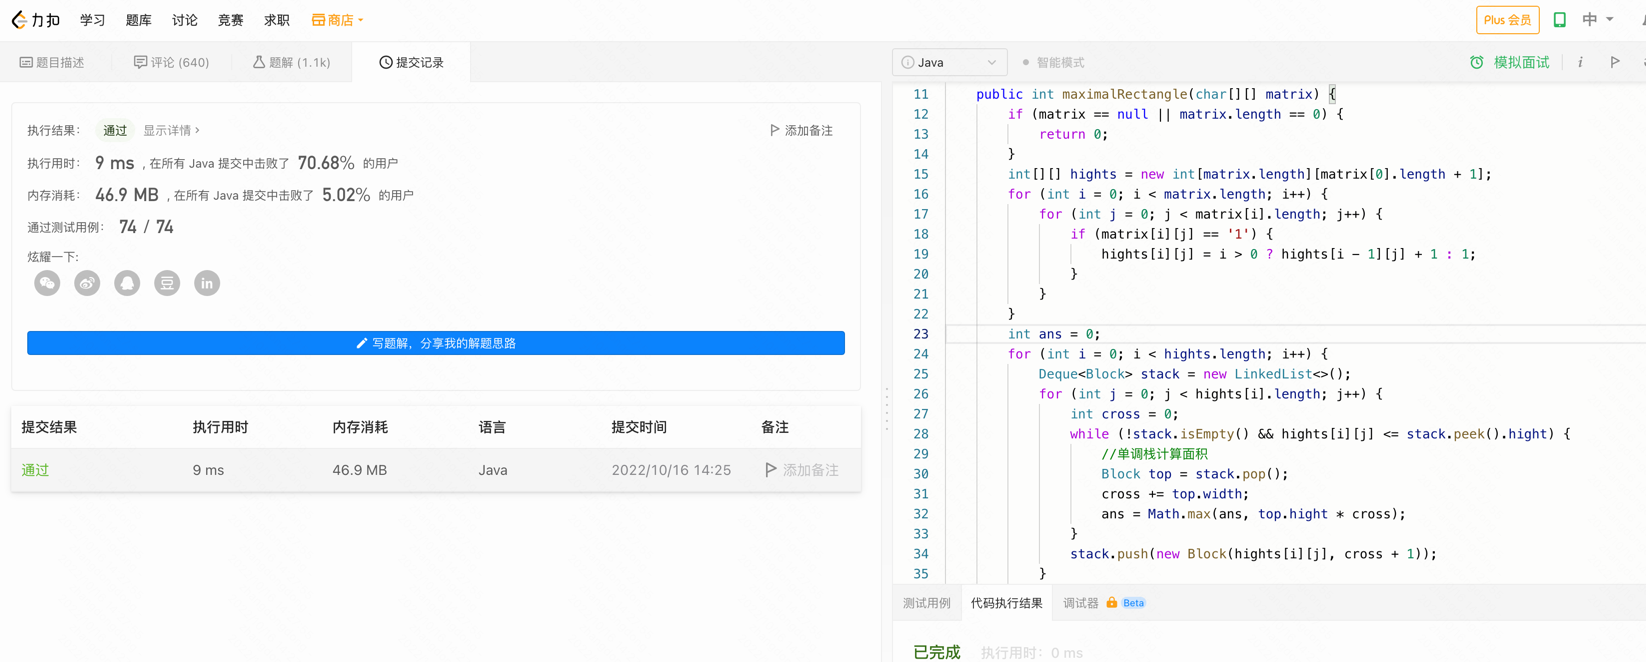 力扣 学习 题库 讨论 竞赛 求职 商店 Plus 会员 中
题目描述 评论 (640) 题解 (1.1k) 提交记录
执行结果： 通过 显示详情 › 添加备注
执行用时： 9 ms , 在所有 Java 提交中击败了 70.68% 的用户
内存消耗： 46.9 MB , 在所有 Java 提交中击败了 5.02% 的用户
通过测试用例： 74 / 74
炫耀一下:
豆 in
写题解，分享我的解题思路
提交结果 执行用时 内存消耗 语言 提交时间 备注
通过 9 ms 46.9 MB Java 2022/10/16 14:25 添加备注
Java 智能模式 模拟面试 i
11 public int maximalRectangle(char[][] matrix) {
12 if (matrix == null || matrix.length == 0) {
13 return 0;
14 }
15 int[][] hights = new int[matrix.length][matrix[0].length + 1];
16 for (int i = 0; i < matrix.length; i++) {
17 for (int j = 0; j < matrix[i].length; j++) {
18 if (matrix[i][j] == '1') {
19 hights[i][j] = i > 0 ? hights[i - 1][j] + 1 : 1;
20 }
21 }
22 }
23 int ans = 0;
24 for (int i = 0; i < hights.length; i++) {
25 Deque<Block> stack = new LinkedList<>();
26 for (int j = 0; j < hights[i].length; j++) {
27 int cross = 0;
28 while (!stack.isEmpty() && hights[i][j] <= stack.peek().hight) {
29 //单调栈计算面积
30 Block top = stack.pop();
31 cross += top.width;
32 ans = Math.max(ans, top.hight * cross);
33 }
34 stack.push(new Block(hights[i][j], cross + 1));
35 }
测试用例 代码执行结果 调试器 Beta
已完成 执行用时： 0 ms